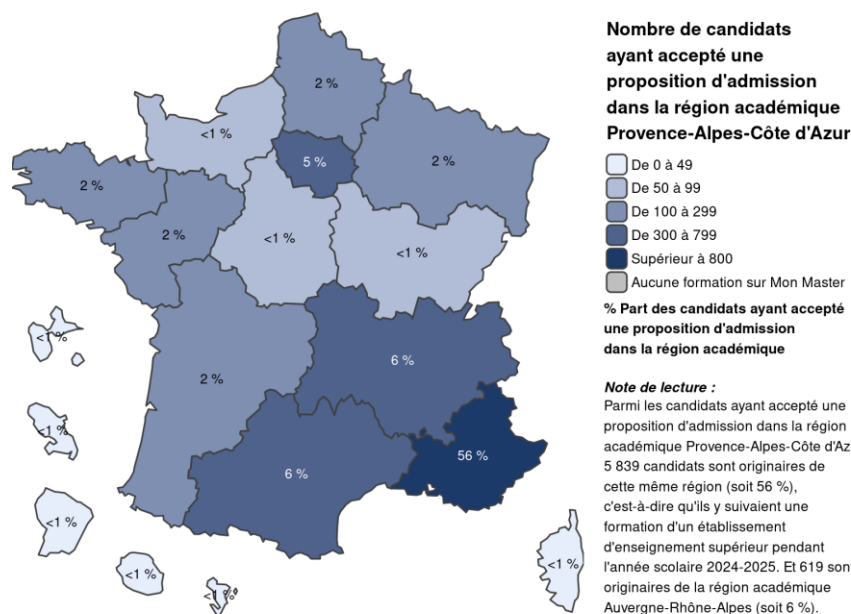 Nombre de candidats
ayant accepté une
proposition d'admission
dans la région académique
Provence-Alpes-Côte d'Azur
De 0 à 49
De 50 à 99
De 100 à 299
De 300 à 799
Supérieur à 800
Aucune formation sur Mon Master
% Part des candidats ayant accepté
une proposition d'admission
dans la région académique
Note de lecture :
Parmi les candidats ayant accepté une
proposition d'admission dans la région
académique Provence-Alpes-Côte d'Az
5 839 candidats sont originaires de
cette même région (soit 56 %),
c'est-à-dire qu'ils y suivaient une
formation d'un établissement
d'enseignement supérieur pendant
l'année scolaire 2024-2025. Et 619 son
originaires de la région académique
Auvergne-Rhône-Alpes (soit 6 %).
2 %
<1 %
5 %
2 %
2 %
2 %
<1 %
<1 %
<1 %
6 %
2 %
<1 %
56 %
6 %
<1 %
<1 %
<1 %
<1 %